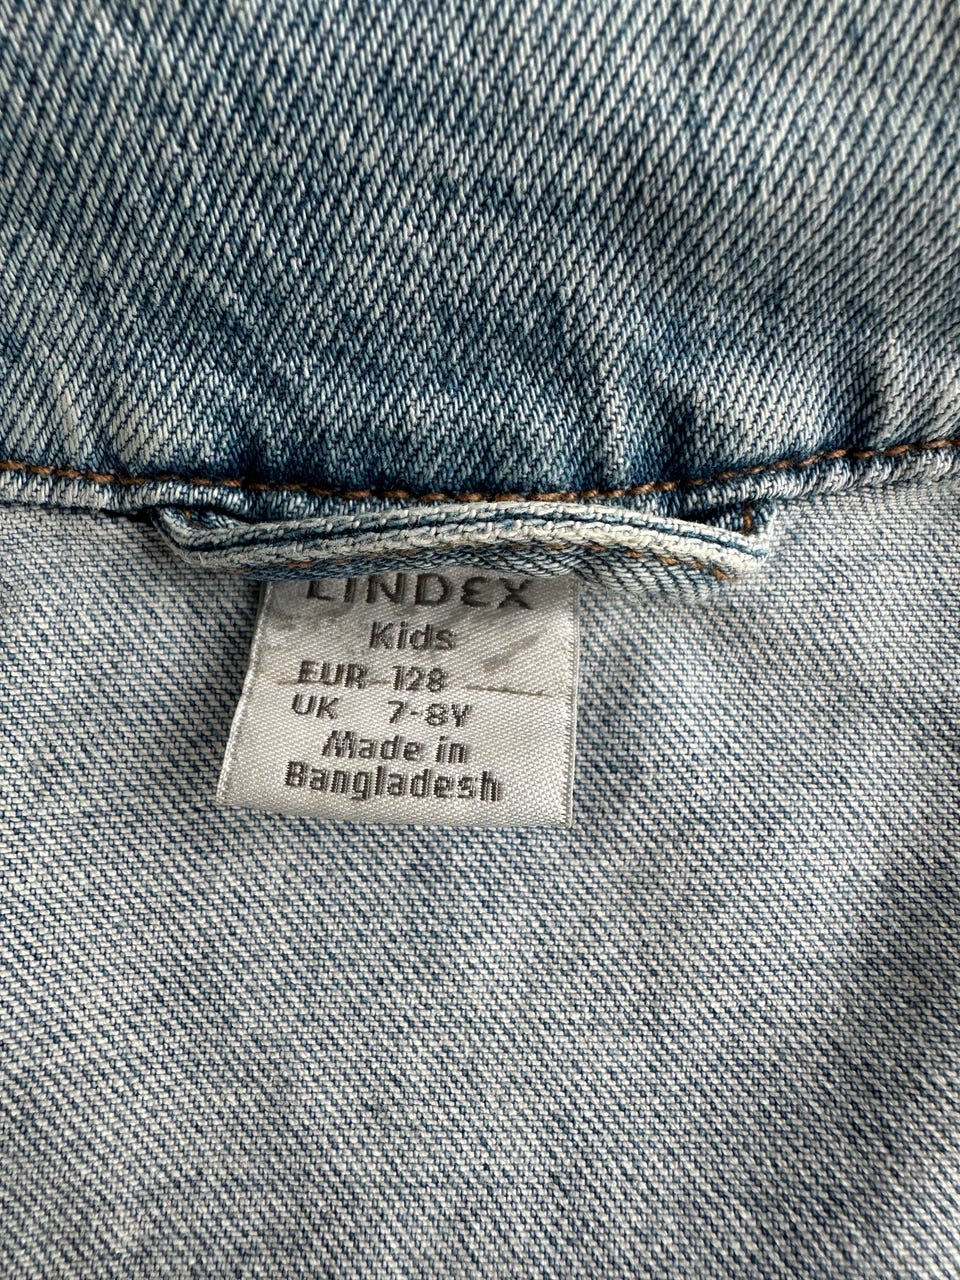 LINDEX
Kids
EUR 128
UK 7-8Y
Made in
Bangladesh